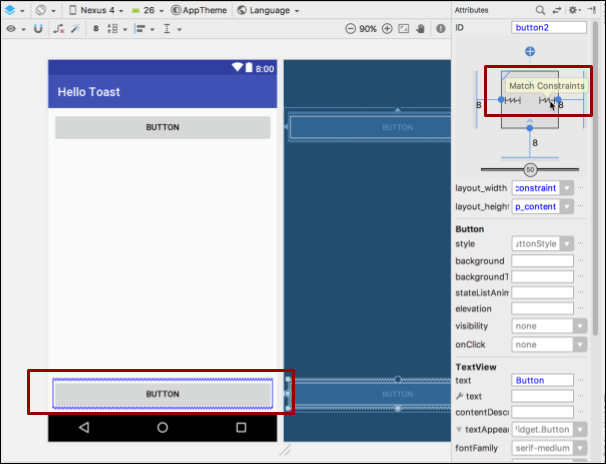 Nexus 4 26 AppTheme Language Attributes
8 90% ID button2
8:00
Hello Toast
BUTTON BUTTON
Match Constraints
8 8
8
50
layout_width constraint
layout_height p_content
Button
style uttonStyle
background
backgroundT
stateListAnin
elevation
visibility none
onClick none
TextView
text Button
text
contentDesc
textAppear Widget.Button
fontFamily serif-medium
BUTTON BUTTON